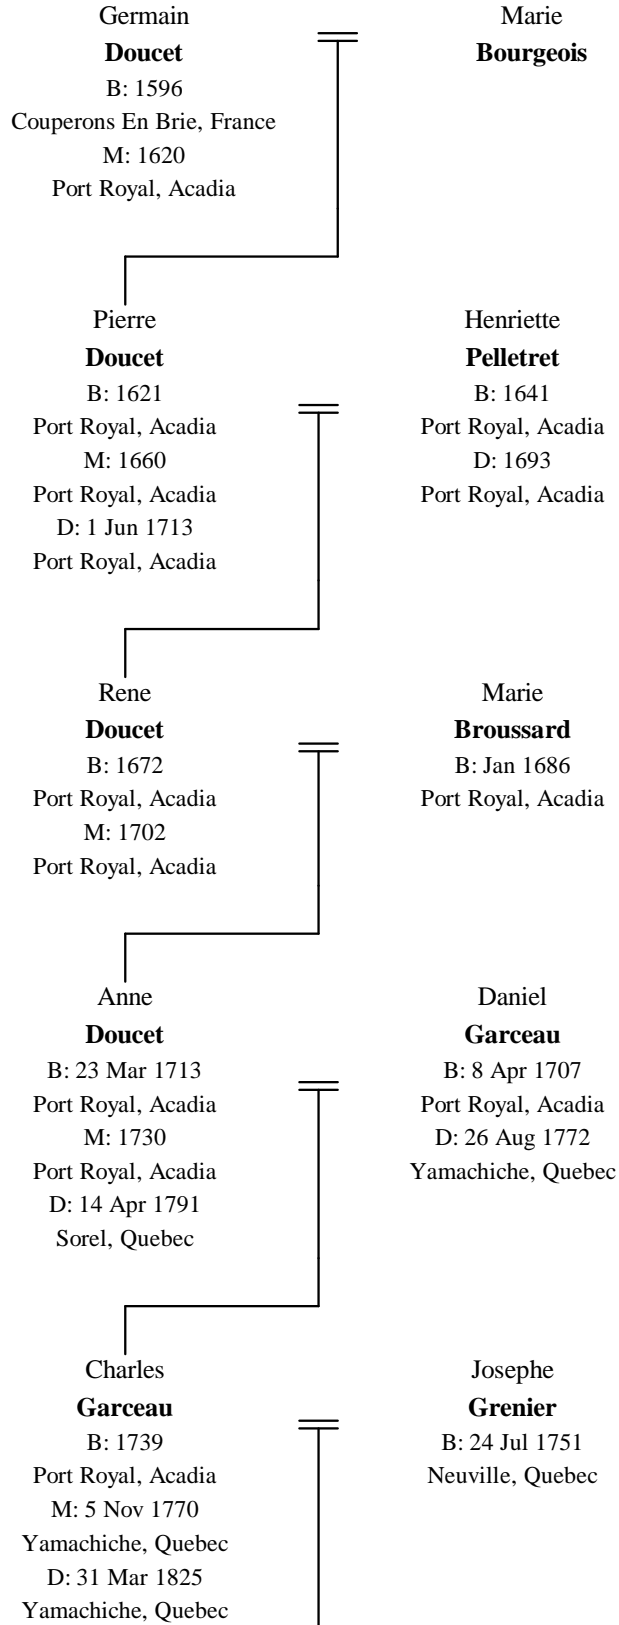 Germain
Doucet
B: 1596
Couperons En Brie, France
M: 1620
Port Royal, Acadia
Marie
Bourgeois
Pierre
Doucet
B: 1621
Port Royal, Acadia
M: 1660
Port Royal, Acadia
D: 1 Jun 1713
Port Royal, Acadia
Henriette
Pelletret
B: 1641
Port Royal, Acadia
D: 1693
Port Royal, Acadia
Rene
Doucet
B: 1672
Port Royal, Acadia
M: 1702
Port Royal, Acadia
Marie
Broussard
B: Jan 1686
Port Royal, Acadia
Anne
Doucet
B: 23 Mar 1713
Port Royal, Acadia
M: 1730
Port Royal, Acadia
D: 14 Apr 1791
Sorel, Quebec
Daniel
Garceau
B: 8 Apr 1707
Port Royal, Acadia
D: 26 Aug 1772
Yamachiche, Quebec
Charles
Garceau
B: 1739
Port Royal, Acadia
M: 5 Nov 1770
Yamachiche, Quebec
D: 31 Mar 1825
Yamachiche, Quebec
Josephe
Grenier
B: 24 Jul 1751
Neuville, Quebec